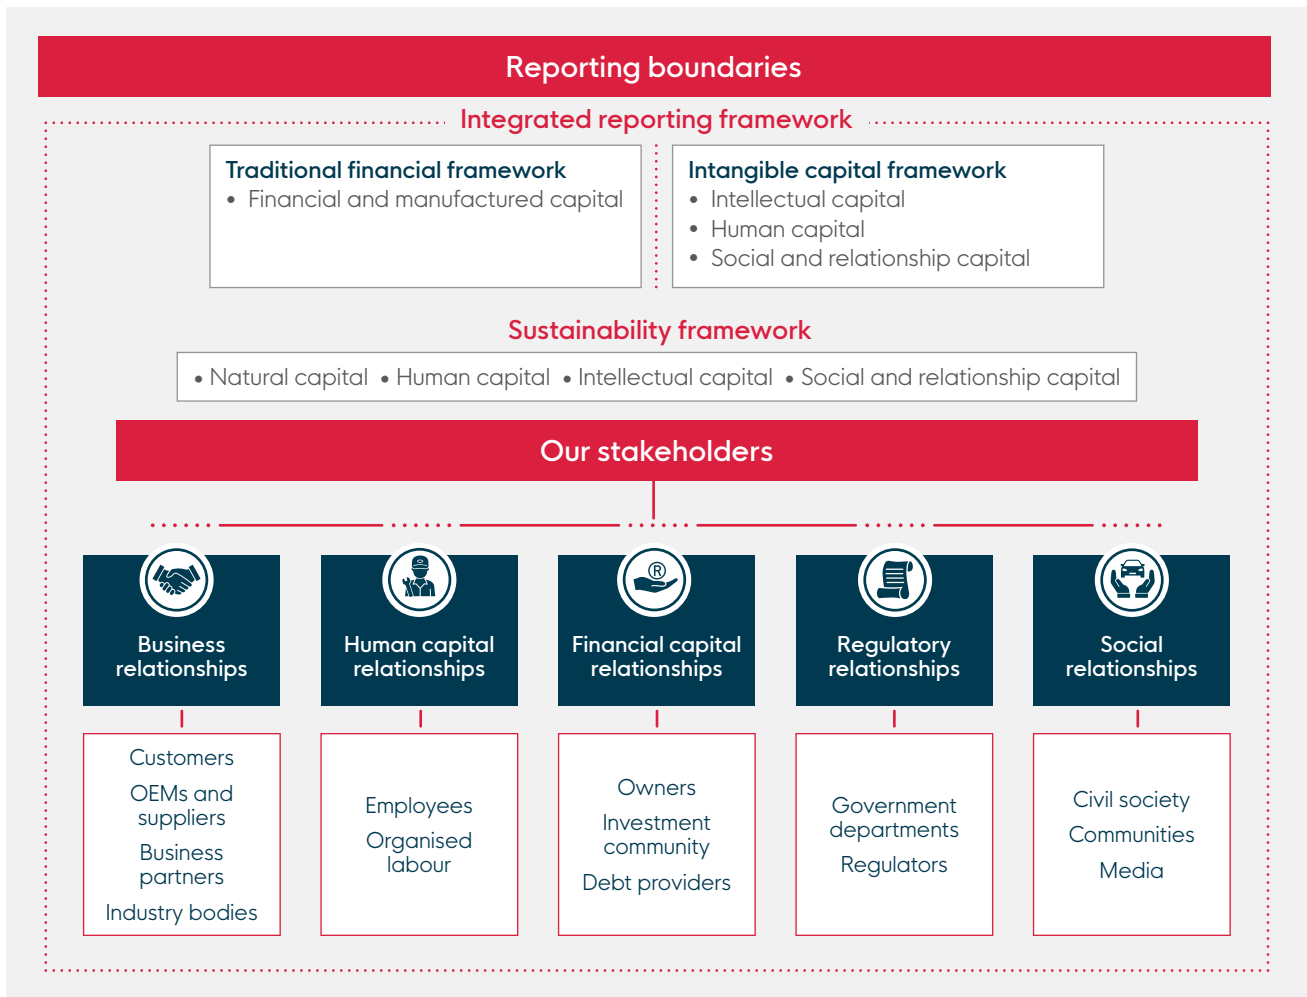 Reporting boundaries
Integrated reporting framework
Traditional financial framework
• Financial and manufactured capital
Intangible capital framework
• Intellectual capital
• Human capital
• Social and relationship capital
Sustainability framework
• Natural capital • Human capital • Intellectual capital • Social and relationship capital
Our stakeholders
Business
relationships
Customers
OEMs and
suppliers
Business
partners
Industry bodies
Human capital
relationships
Employees
Organised
labour
®
Financial capital
relationships
Owners
Investment
community
Debt providers
Regulatory
relationships
Government
departments
Regulators
Social
relationships
Civil society
Communities
Media